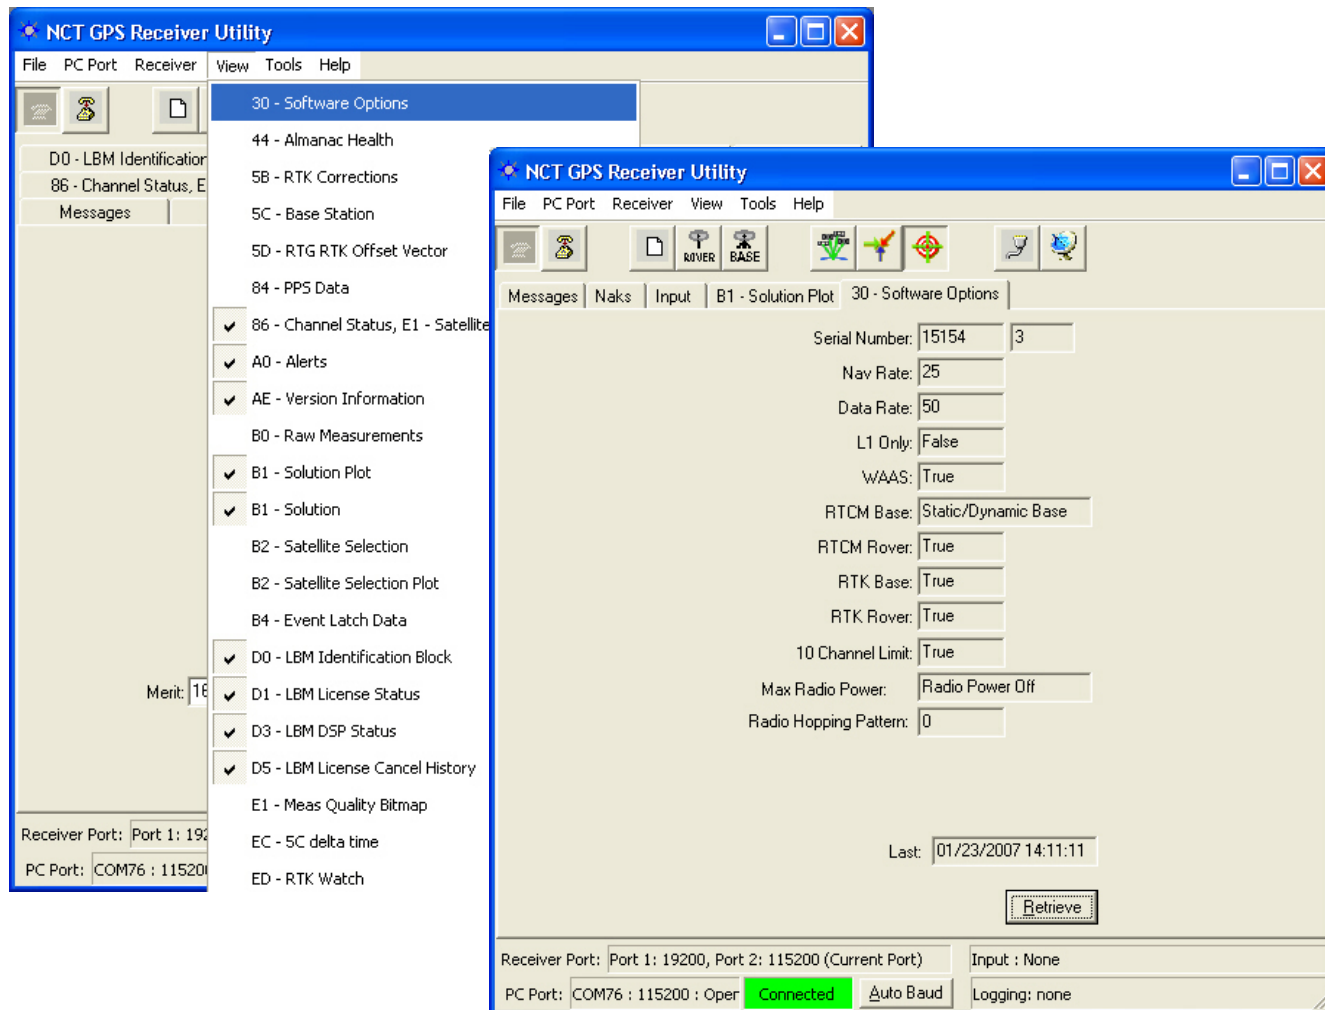 NCT GPS Receiver Utility
File PC Port Receiver View Tools Help
D0 - LBM Identification
86 - Channel Status, E
Messages
30 - Software Options
44 - Almanac Health
5B - RTK Corrections
5C - Base Station
5D - RTG RTK Offset Vector
84 - PPS Data
86 - Channel Status, E1 - Satellite
A0 - Alerts
AE - Version Information
B0 - Raw Measurements
B1 - Solution Plot
B1 - Solution
B2 - Satellite Selection
B2 - Satellite Selection Plot
B4 - Event Latch Data
D0 - LBM Identification Block
D1 - LBM License Status
D3 - LBM DSP Status
D5 - LBM License Cancel History
E1 - Meas Quality Bitmap
EC - 5C delta time
ED - RTK Watch
Merit: 16
Receiver Port: Port 1: 192
PC Port: COM76 : 11520
NCT GPS Receiver Utility
File PC Port Receiver View Tools Help
ROVER BASE
Messages Naks Input B1 - Solution Plot 30 - Software Options
Serial Number: 15154 3
Nav Rate: 25
Data Rate: 50
L1 Only: False
WAAS: True
RTCM Base: Static/Dynamic Base
RTCM Rover: True
RTK Base: True
RTK Rover: True
10 Channel Limit: True
Max Radio Power: Radio Power Off
Radio Hopping Pattern: 0
Last: 01/23/2007 14:11:11
Retrieve
Receiver Port: Port 1: 19200, Port 2: 115200 (Current Port) Input : None
PC Port: COM76 : 115200 : Oper Connected Auto Baud Logging: none